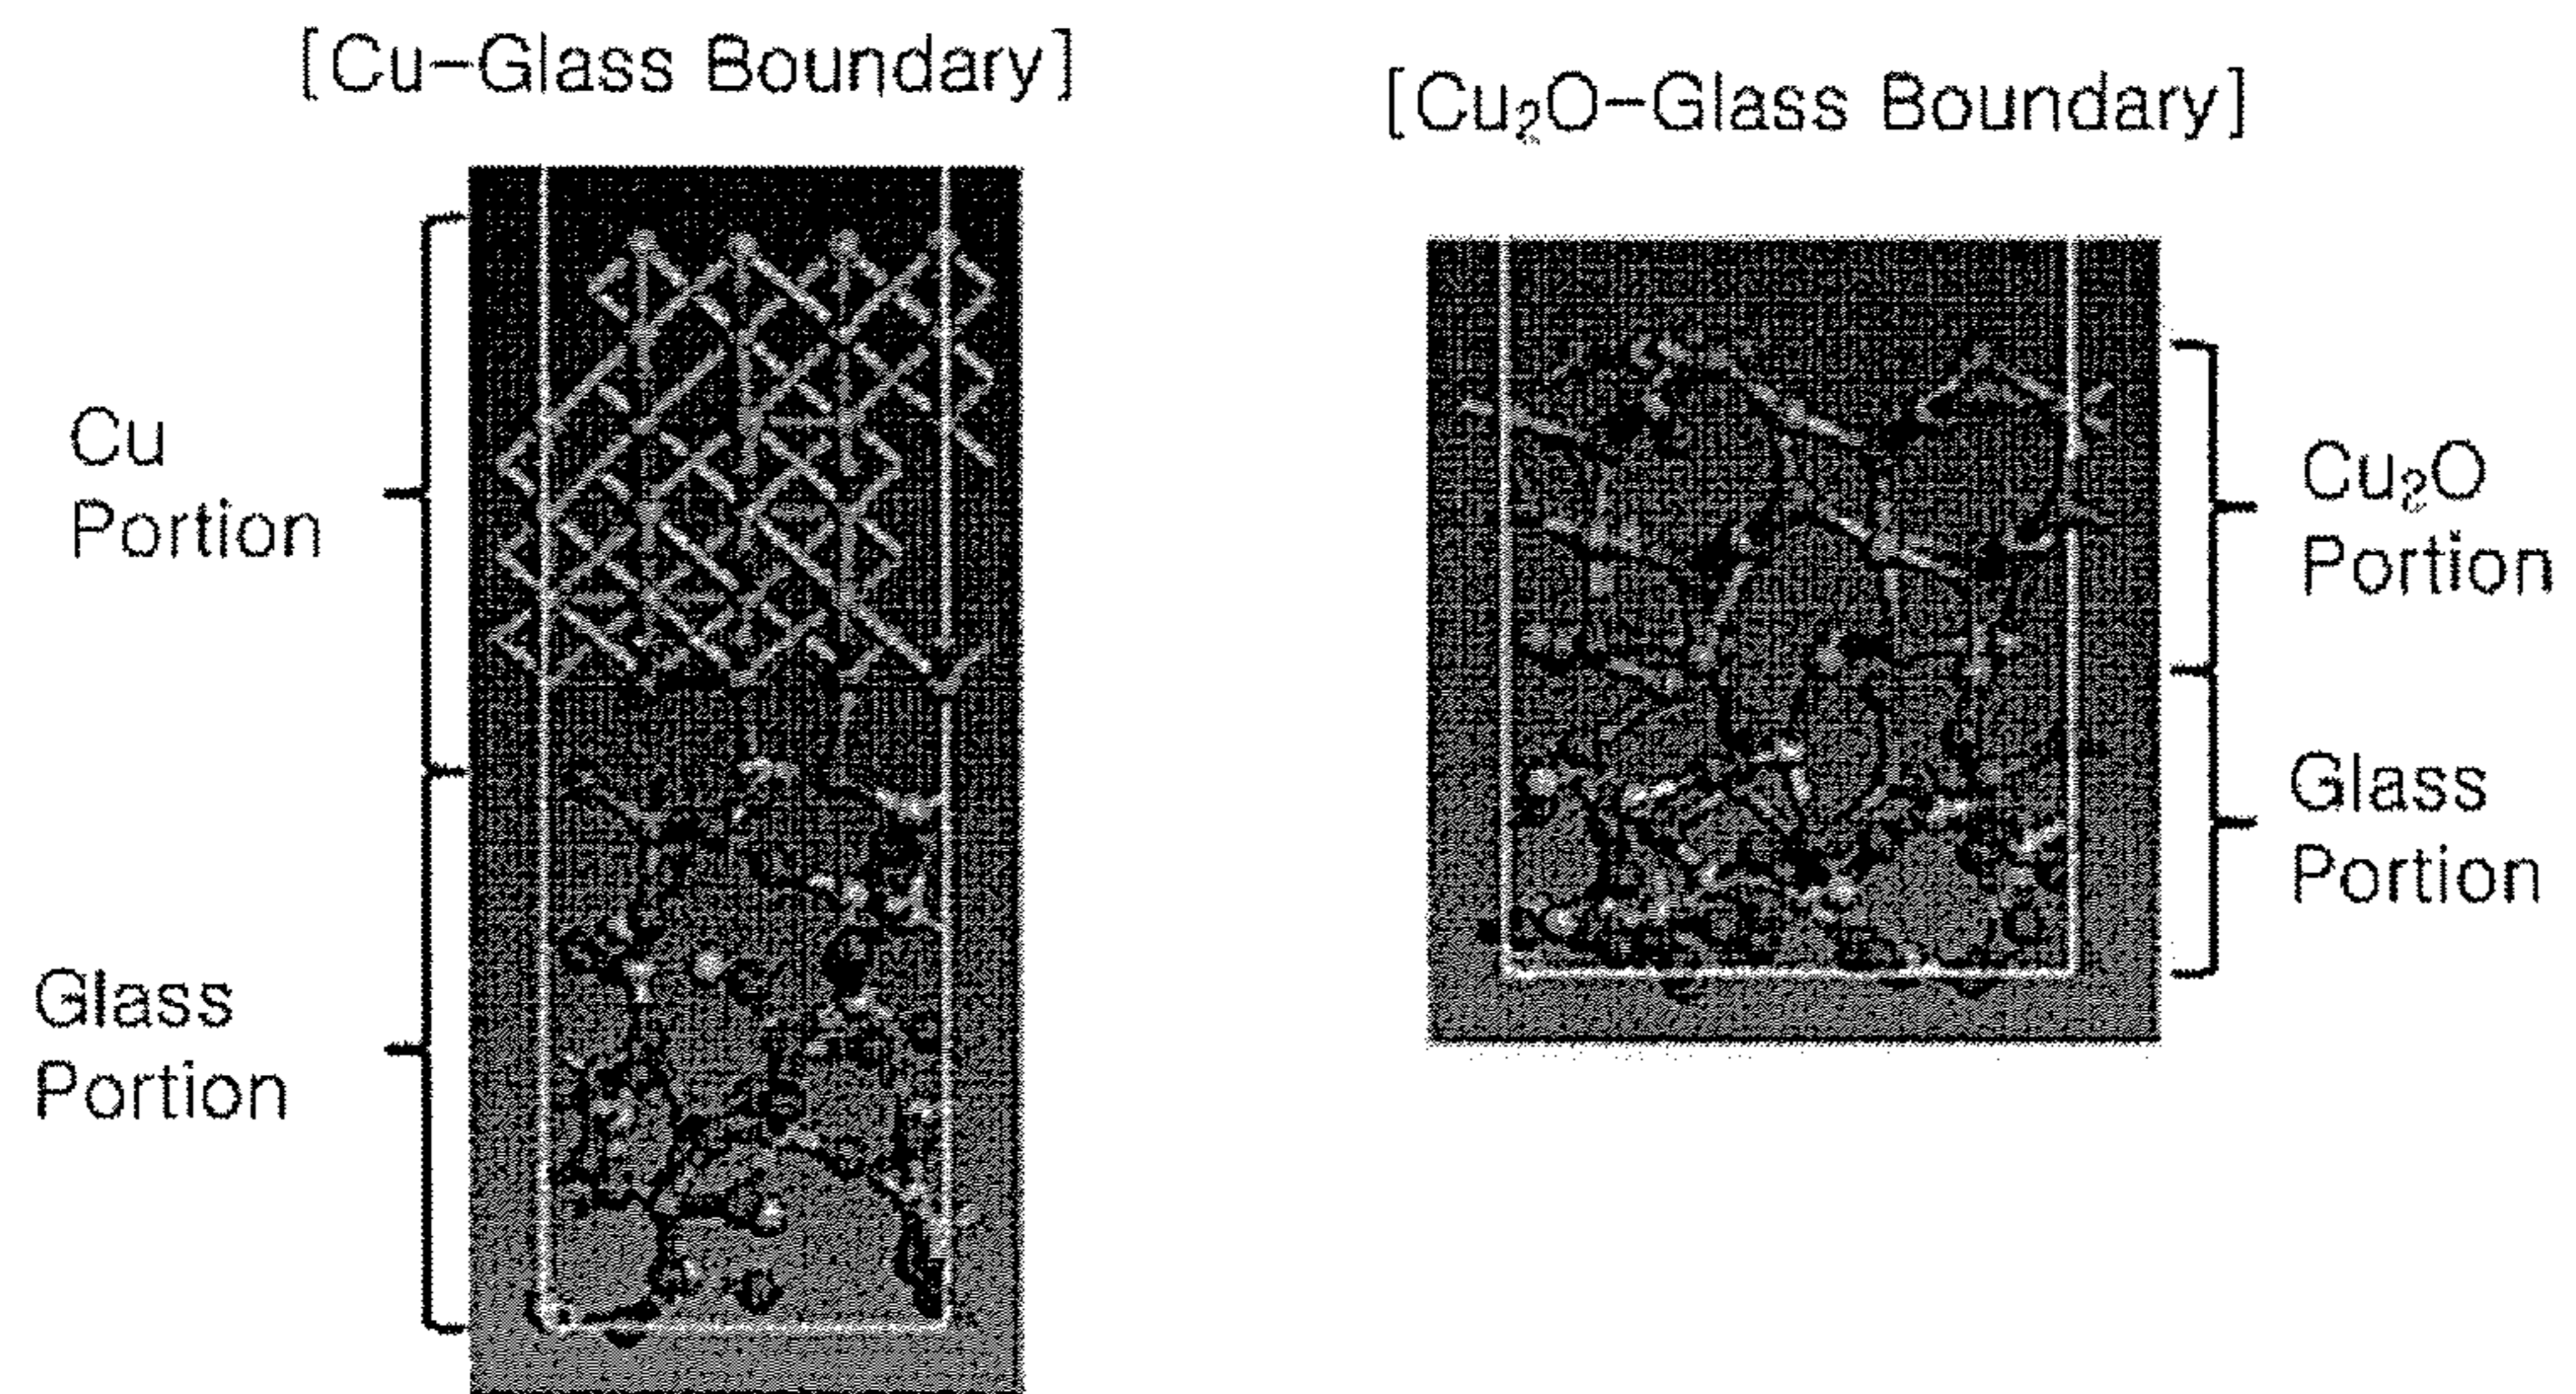 [Cu-Glass Boundary]
Cu
Portion
Glass
Portion
[Cu₂O-Glass Boundary]
Cu₂O
Portion
Glass
Portion